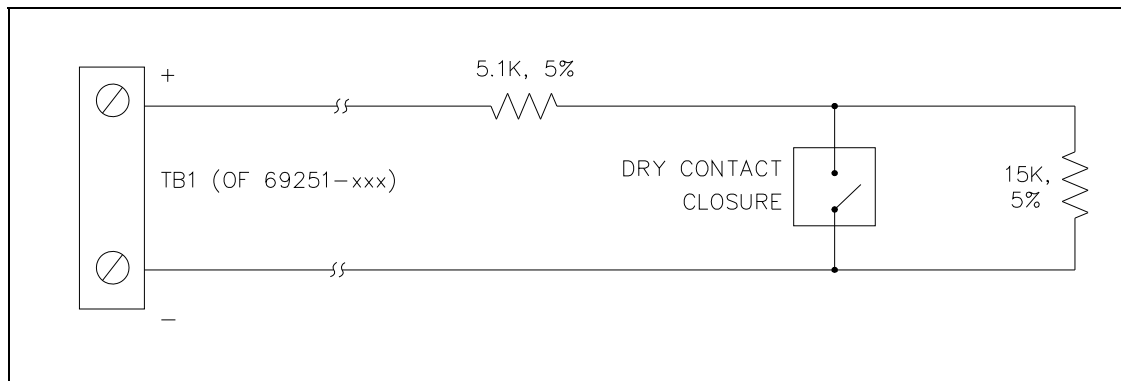 +
5.1K, 5%
TB1 (OF 69251-xxx)
DRY CONTACT
CLOSURE
15K,
5%
–